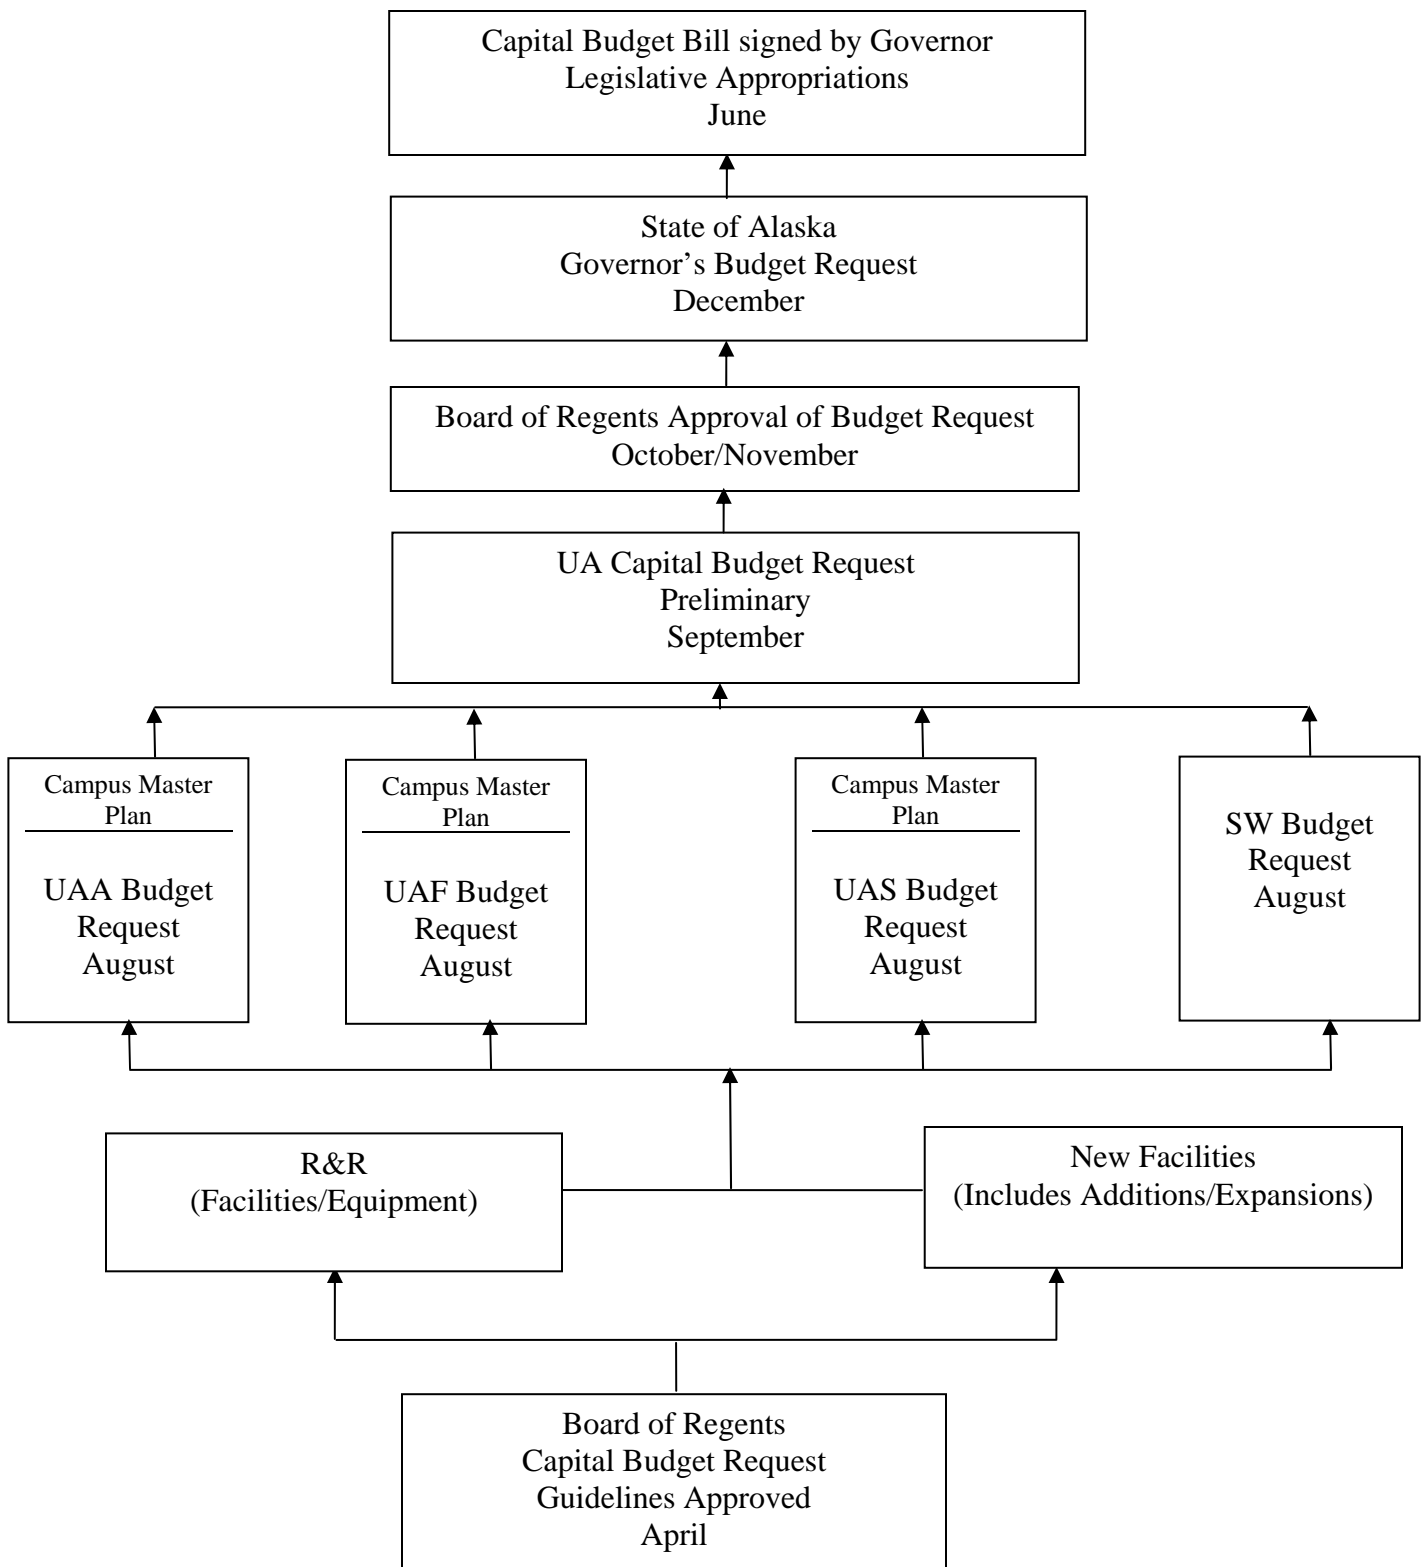 Capital Budget Bill signed by Governor
Legislative Appropriations
June
State of Alaska
Governor’s Budget Request
December
Board of Regents Approval of Budget Request
October/November
UA Capital Budget Request
Preliminary
September
Campus Master
Plan
UAA Budget
Request
August
Campus Master
Plan
UAF Budget
Request
August
Campus Master
Plan
UAS Budget
Request
August
SW Budget
Request
August
R&R
(Facilities/Equipment)
New Facilities
(Includes Additions/Expansions)
Board of Regents
Capital Budget Request
Guidelines Approved
April